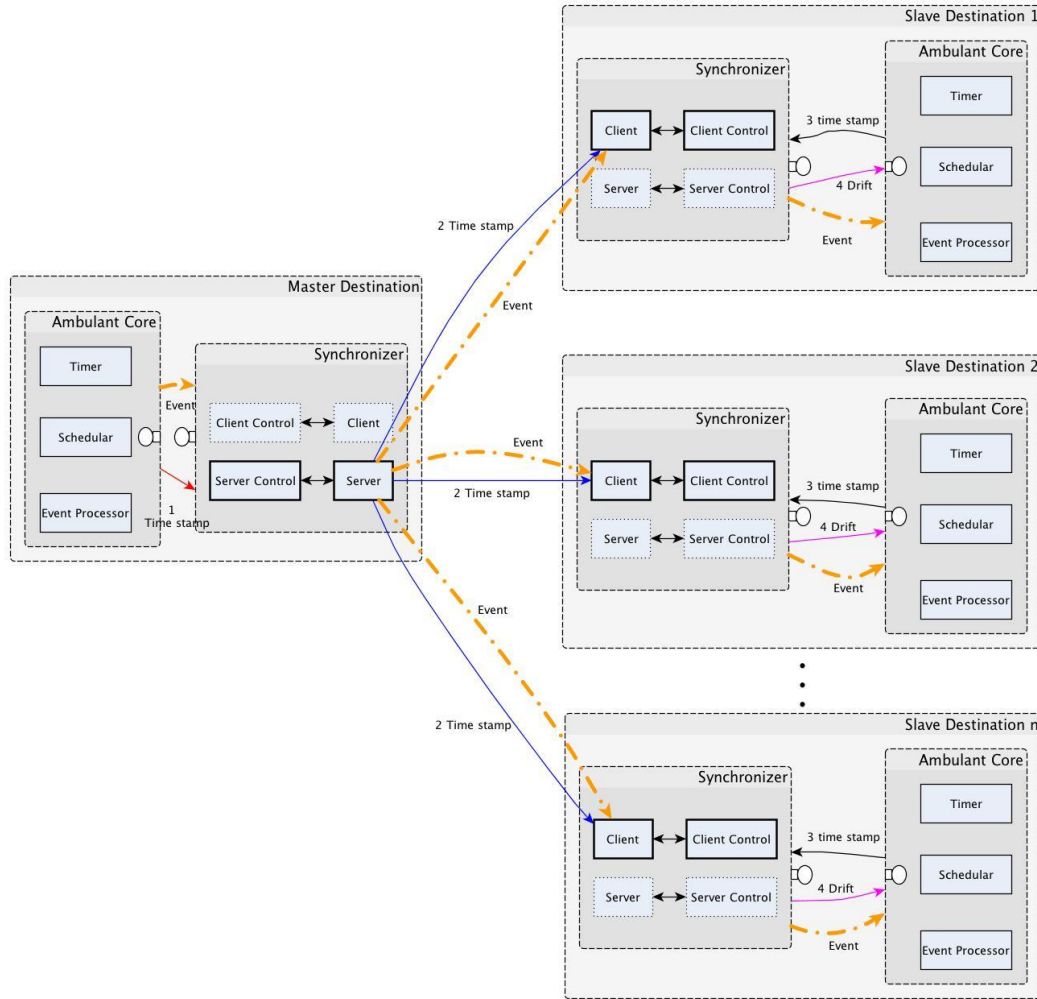 Slave Destination 1
Synchronizer
Ambulant Core
Client
Client Control
Server
Server Control
3 time stamp
4 Drift
Event
Timer
Schedular
Event Processor
2 Time stamp
Event
Master Destination
Ambulant Core
Timer
Schedular
Event Processor
Event
1
Time stamp
Synchronizer
Client Control
Client
Server Control
Server
Event
2 Time stamp
Slave Destination 2
Synchronizer
Ambulant Core
Client
Client Control
Server
Server Control
3 time stamp
4 Drift
Event
Timer
Schedular
Event Processor
Event
2 Time stamp
Slave Destination n
Synchronizer
Ambulant Core
Client
Client Control
Server
Server Control
3 time stamp
4 Drift
Event
Timer
Schedular
Event Processor